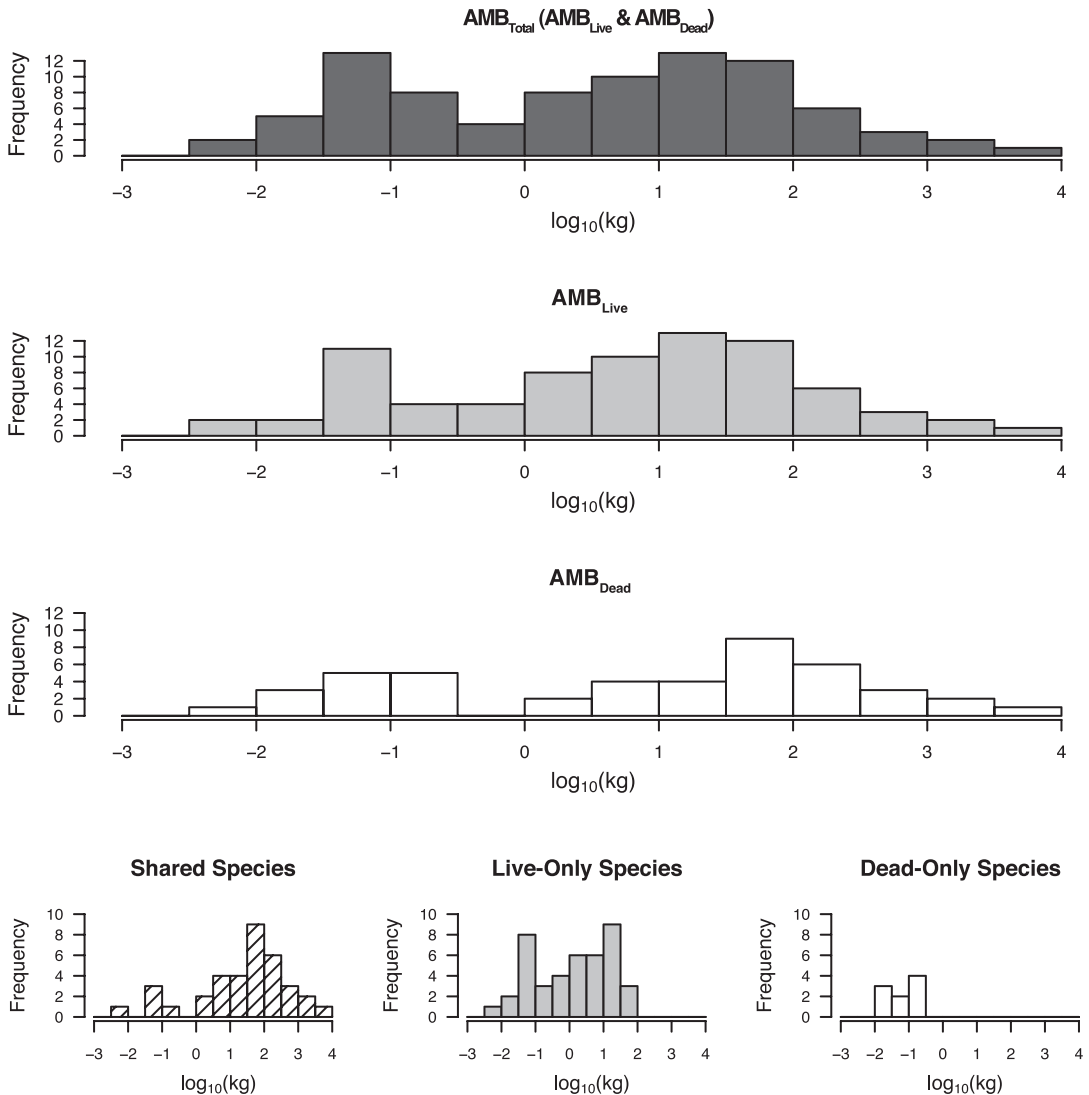 AMB_Total (AMB_Live & AMB_Dead)
Frequency
12
10
8
6
4
2
0
−3 −2 −1 0 1 2 3 4
log₁₀(kg)
AMB_Live
Frequency
12
10
8
6
4
2
0
−3 −2 −1 0 1 2 3 4
log₁₀(kg)
AMB_Dead
Frequency
12
10
8
6
4
2
0
−3 −2 −1 0 1 2 3 4
log₁₀(kg)
Shared Species
Frequency
10
8
6
4
2
0
−3 −2 −1 0 1 2 3 4
log₁₀(kg)
Live-Only Species
Frequency
10
8
6
4
2
0
−3 −2 −1 0 1 2 3 4
log₁₀(kg)
Dead-Only Species
Frequency
10
8
6
4
2
0
−3 −2 −1 0 1 2 3 4
log₁₀(kg)